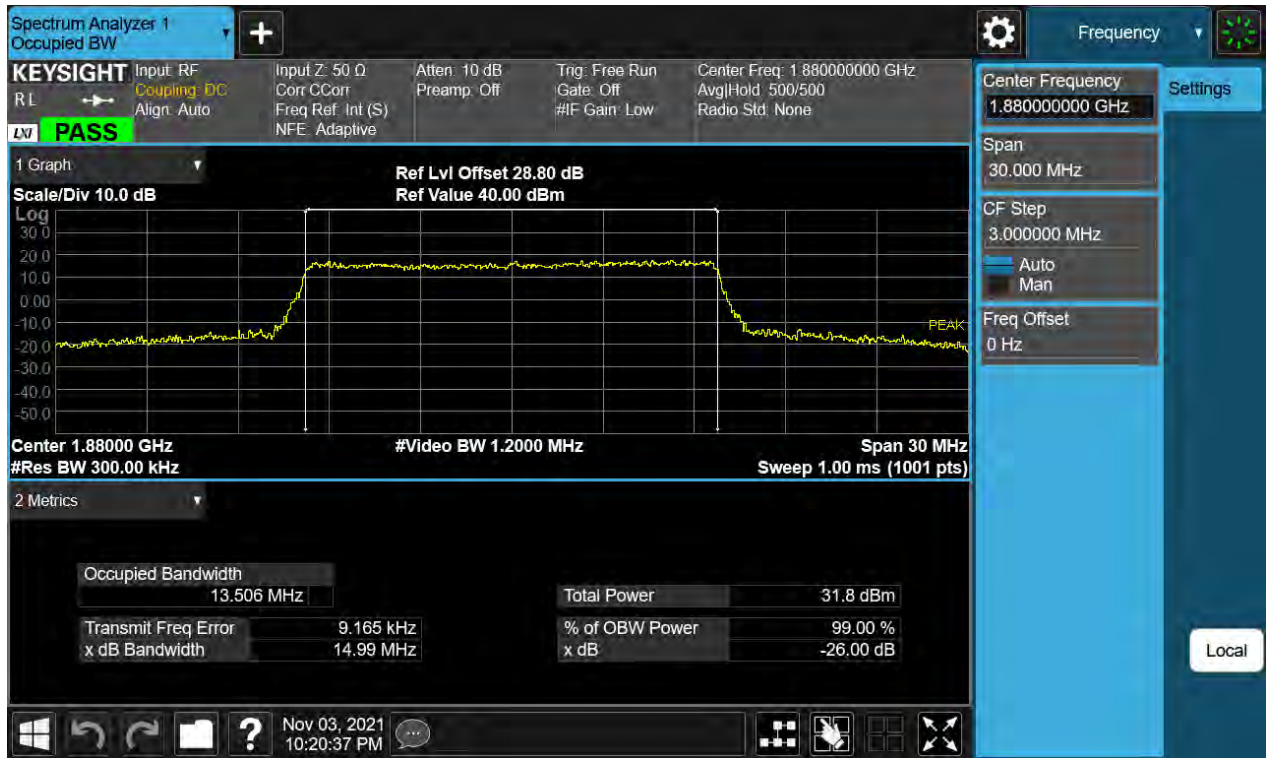 Spectrum Analyzer 1
Occupied BW
+
Frequency
KEYSIGHT
RL
LXI
PASS
Input: RF
Coupling: DC
Align: Auto
Input Z: 50 Ω
Corr CCorr
Freq Ref: Int (S)
NFE: Adaptive
Atten: 10 dB
Preamp: Off
Trig: Free Run
Gate: Off
#IF Gain: Low
Center Freq: 1.880000000 GHz
Avg|Hold: 500/500
Radio Std: None
Center Frequency
1.880000000 GHz
Settings
Span
30.000 MHz
CF Step
3.000000 MHz
Auto
Man
Freq Offset
0 Hz
Local
1 Graph
Scale/Div 10.0 dB
Ref Lvl Offset 28.80 dB
Ref Value 40.00 dBm
Log
30.0
20.0
10.0
0.00
-10.0
-20.0
-30.0
-40.0
-50.0
PEAK
Center 1.88000 GHz
#Video BW 1.2000 MHz
Span 30 MHz
#Res BW 300.00 kHz
Sweep 1.00 ms (1001 pts)
2 Metrics
Occupied Bandwidth
13.506 MHz
Total Power 31.8 dBm
Transmit Freq Error 9.165 kHz
% of OBW Power 99.00 %
x dB Bandwidth 14.99 MHz
x dB -26.00 dB
?
Nov 03, 2021
10:20:37 PM